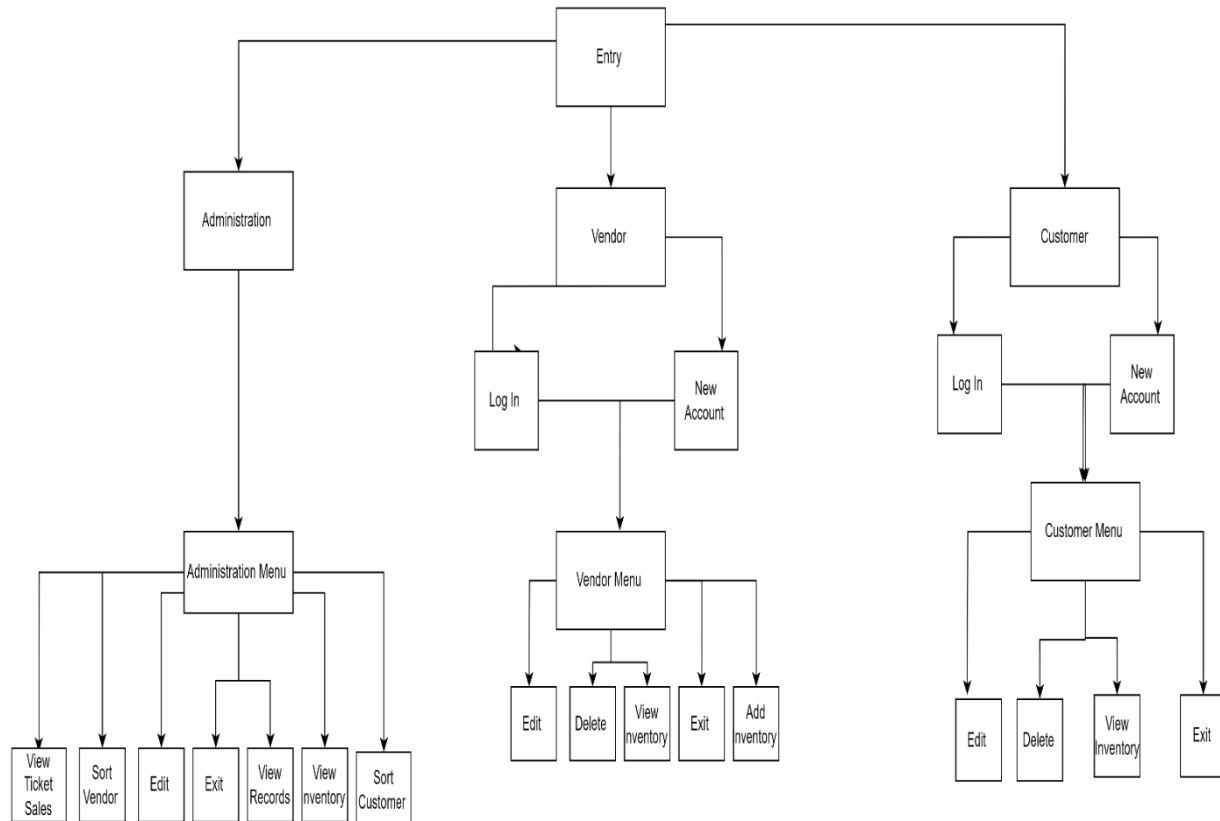 Entry
Administration
Vendor
Customer
Log In
New
Account
Log In
New
Account
Administration Menu
Vendor Menu
Customer Menu
View
Ticket
Sales
Sort
Vendor
Edit
Exit
View
Records
View
nventory
Sort
Customer
Edit
Delete
View
nventory
Exit
Add
nventory
Edit
Delete
View
Inventory
Exit